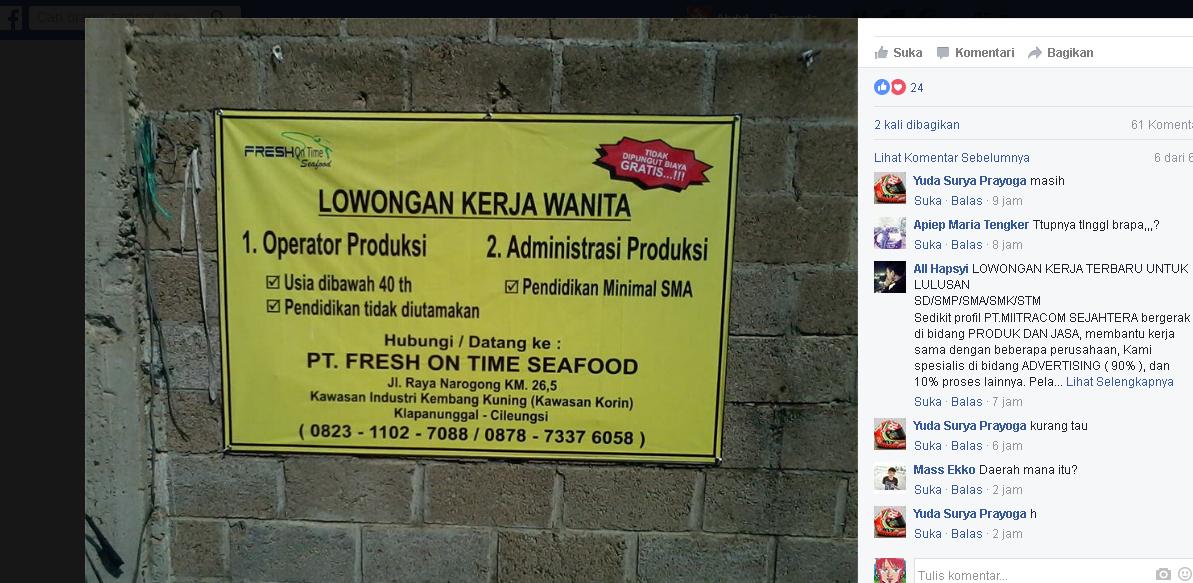 FRESH On Time
Seafood
TIDAK
DIPUNGUT BIAYA
GRATIS...!!!
LOWONGAN KERJA WANITA
1. Operator Produksi
☑ Usia dibawah 40 th
☑ Pendidikan tidak diutamakan
2. Administrasi Produksi
☑ Pendidikan Minimal SMA
Hubungi / Datang ke :
PT. FRESH ON TIME SEAFOOD
Jl. Raya Narogong KM. 26,5
Kawasan Industri Kembang Kuning (Kawasan Korin)
Klapanunggal - Cileungsi
( 0823 - 1102 - 7088 / 0878 - 7337 6058 )
Suka Komentari Bagikan
24
2 kali dibagikan 61 Komenta
Lihat Komentar Sebelumnya 6 dari 6
Yuda Surya Prayoga masih
Suka · Balas · 9 jam
Apiep Maria Tengker Ttupnya tInggI brapa,,,?
Suka · Balas · 8 jam
All Hapsyi LOWONGAN KERJA TERBARU UNTUK
LULUSAN
SD/SMP/SMA/SMK/STM
Sedikit profil PT.MIITRACOM SEJAHTERA bergerak
di bidang PRODUK DAN JASA, membantu kerja
sama dengan beberapa perusahaan, Kami
spesialis di bidang ADVERTISING ( 90% ), dan
10% proses lainnya. Pela... Lihat Selengkapnya
Suka · Balas · 7 jam
Yuda Surya Prayoga kurang tau
Suka · Balas · 6 jam
Mass Ekko Daerah mana itu?
Suka · Balas · 2 jam
Yuda Surya Prayoga h
Suka · Balas · 2 jam
Tulis komentar...